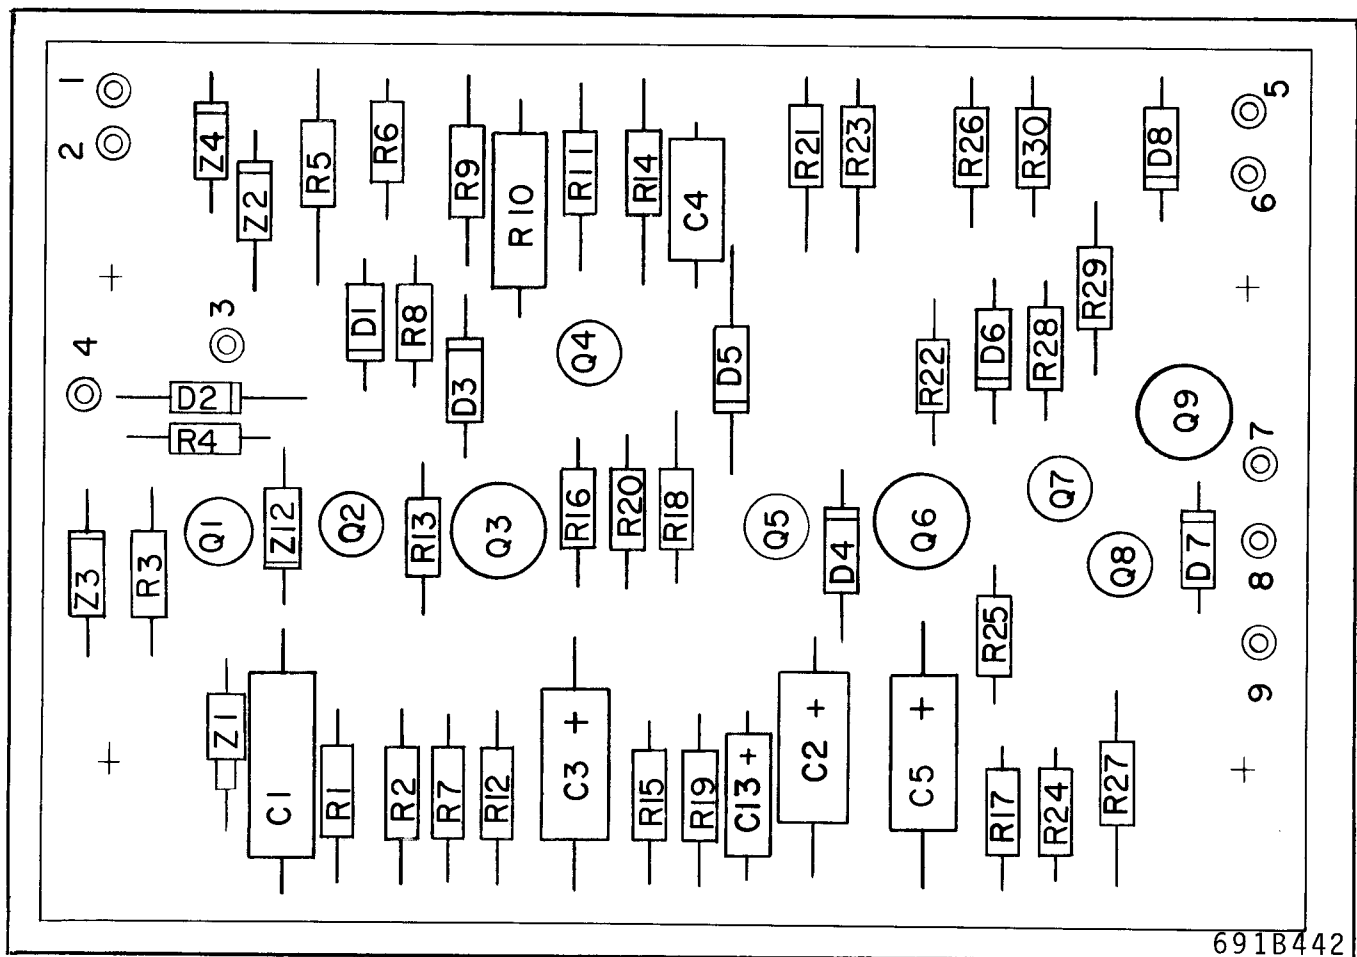 1
2
Z4
Z2
R5
R6
R9
R10
R11
R14
C4
R21
R23
R26
R30
D8
5
6
4
3
D1
R8
D3
Q4
D5
R22
D6
R28
R29
D2
R4
Q9
7
Z3
R3
Q1
Z12
Q2
R13
Q3
R16
R20
R18
Q5
D4
Q6
Q7
Q8
D7
8
R25
9
Z1
C1
R1
R2
R7
R12
C3 +
R15
R19
C13 +
C2 +
C5 +
R17
R24
R27
691B442